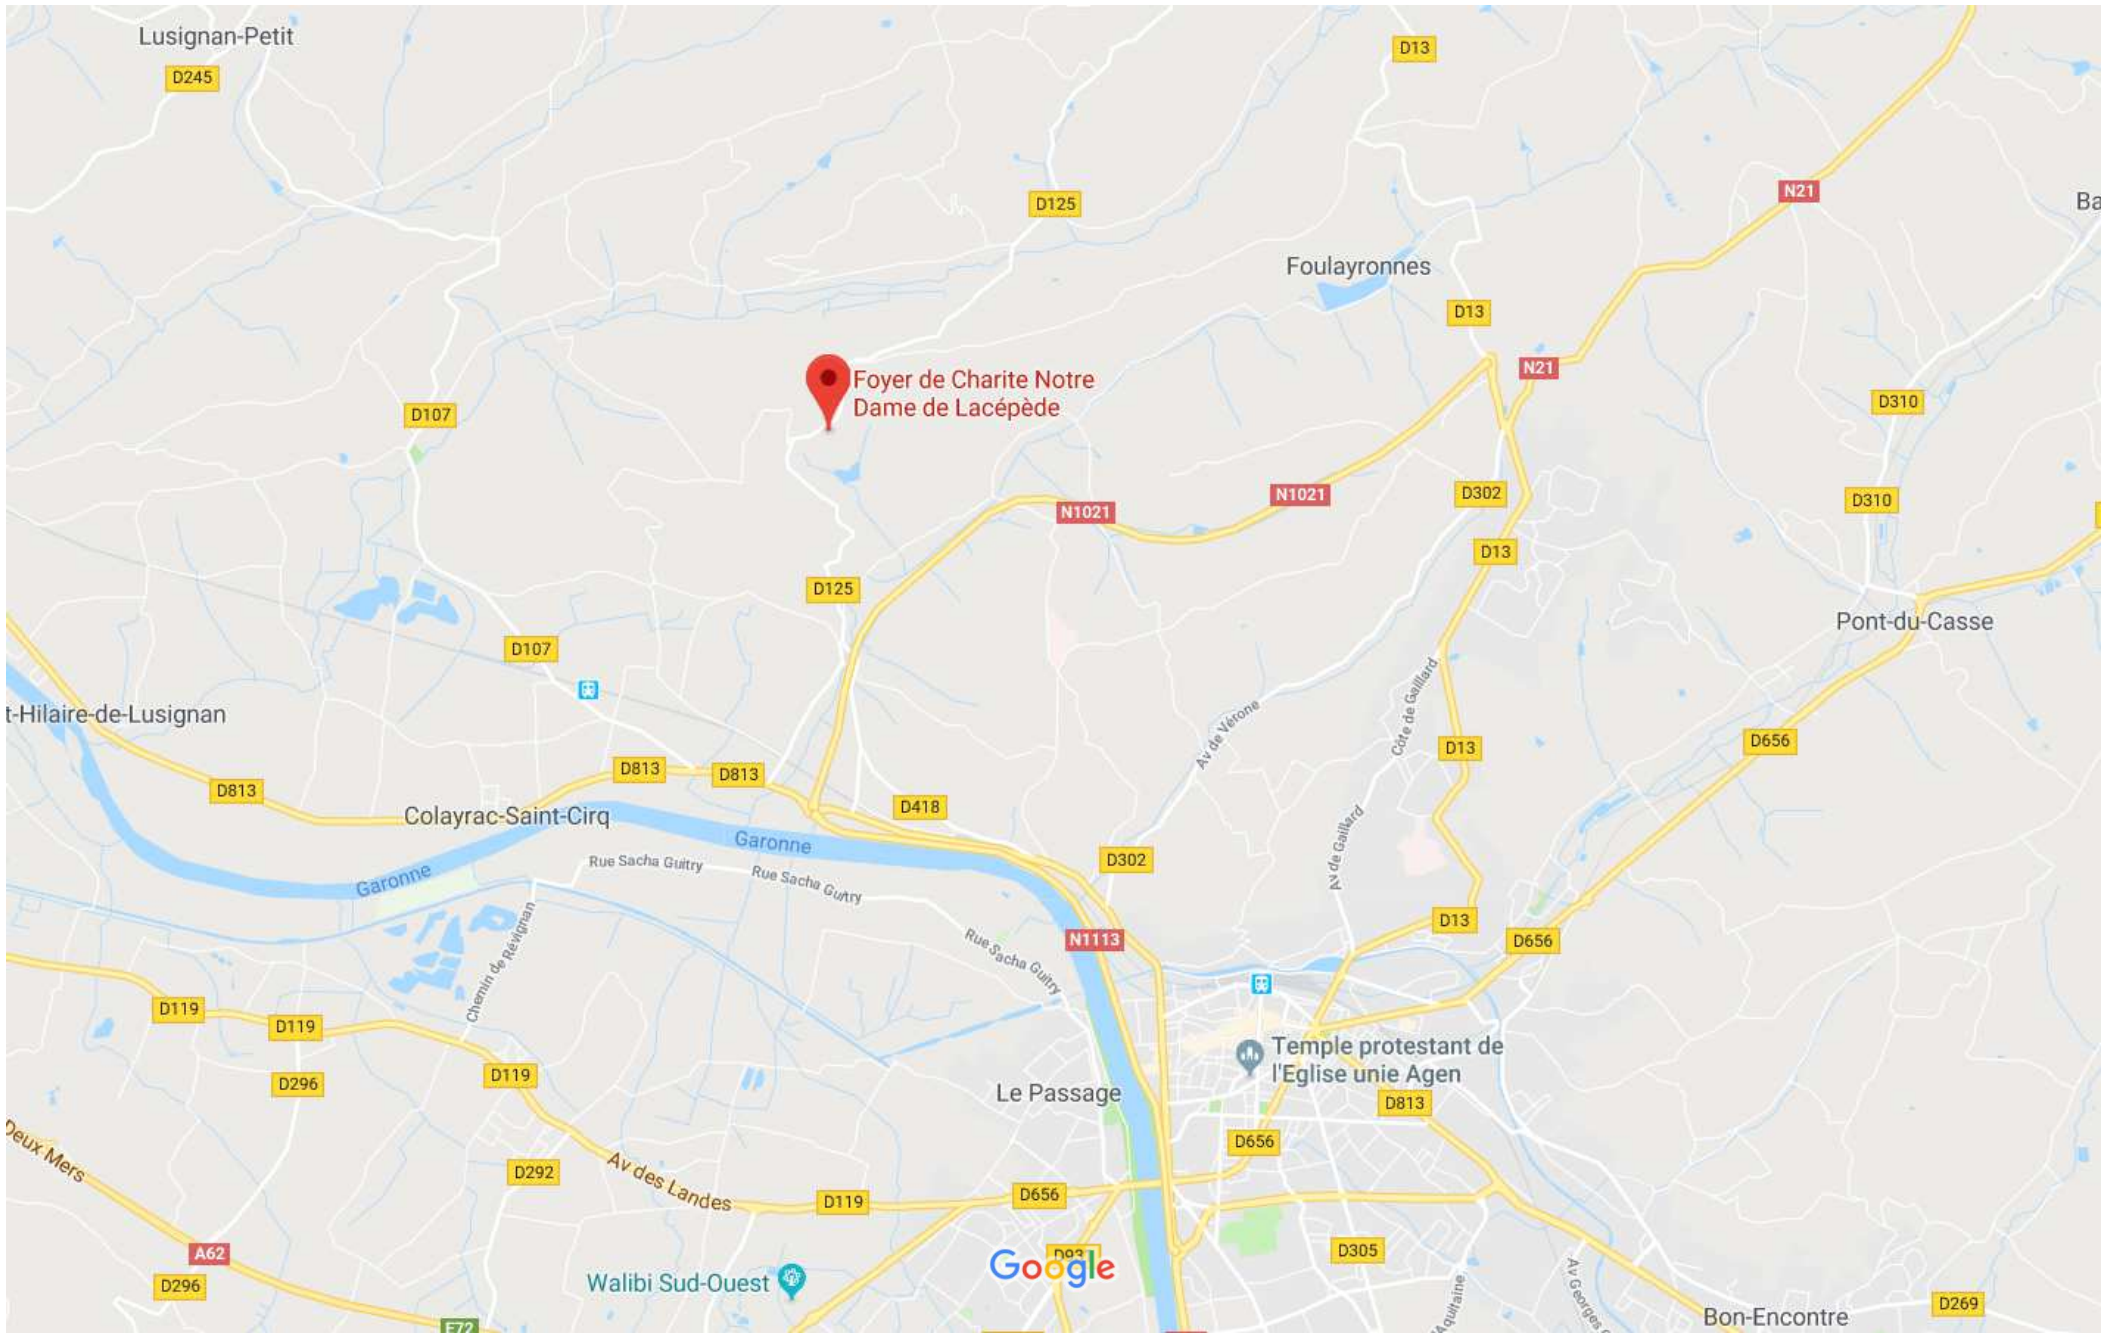 Lusignan-Petit
D245
D13
N21
Ba
D125
Foulayronnes
D13
N21
Foyer de Charite Notre
Dame de Lacépède
D107
D310
N1021
N1021
D302
D310
D13
D125
Pont-du-Casse
D107
Côte de Gaillard
t-Hilaire-de-Lusignan
Av de Vérone
D13
D656
D813
D813
D813
D418
Colayrac-Saint-Cirq
Garonne
Av de Gaillard
Rue Sacha Guitry
Rue Sacha Guitry
D302
Garonne
Chemin de Révignan
Rue Sacha Guitry
N1113
D13
D656
D119
D119
D119
D296
Temple protestant de
l'Eglise unie Agen
Le Passage
D813
Deux Mers
D292
Av des Landes
D656
D119
D656
A62
D296
Walibi Sud-Ouest
D93
Google
D305
Av Georges
Aquitaine
D269
Bon-Encontre
E72